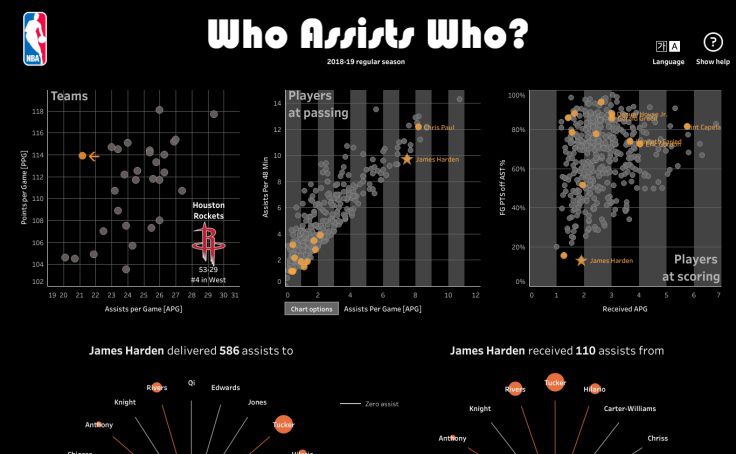 Who Assists Who?
2018-19 regular season
NBA
가 A
Language
?
Show help
Teams
Points per Game [PPG]
118
116
114
112
110
108
106
104
102
19 20 21 22 23 24 25 26 27 28 29 30 31
Assists per Game [APG]
Houston
Rockets
R
53-29
#4 in West
Players
at passing
Assists Per 48 Min
14
12
10
8
6
4
2
0
Chris Paul
James Harden
0 2 4 6 8 10 12
Chart options
Assists Per Game [APG]
FG PTS off AST %
100%
80%
60%
40%
20%
0%
House Jr.
Clint Capela
James Harden
Players
at scoring
0 1 2 3 4 5 6 7
Received APG
James Harden delivered 586 assists to
Rivers
Qi
Edwards
Knight
Jones
Anthony
Tucker
Zero assist
James Harden received 110 assists from
Tucker
Rivers
Hilario
Knight
Carter-Williams
Anthony
Chriss